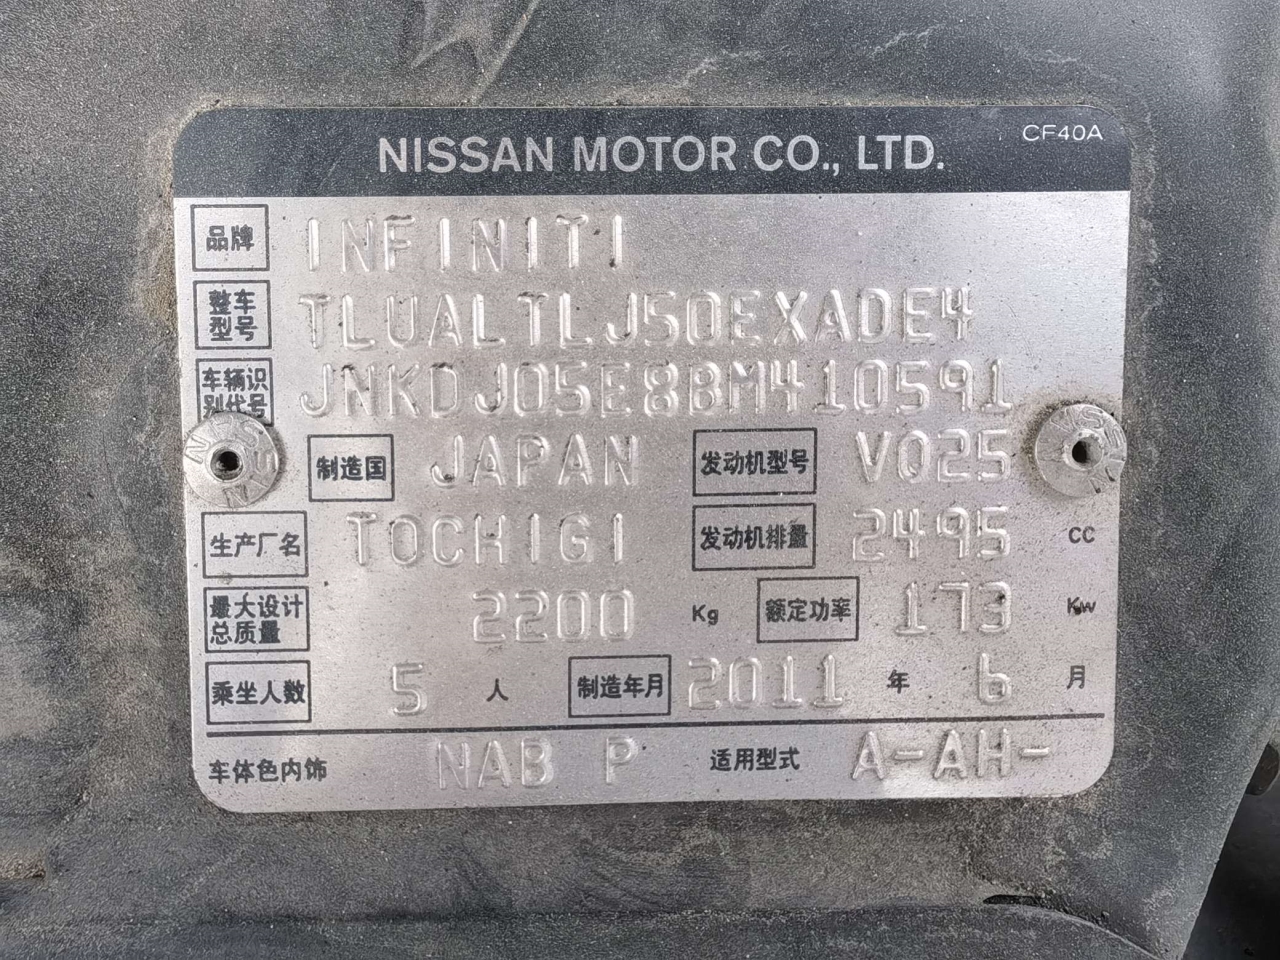 NISSAN MOTOR CO., LTD. CF40A
品牌 INFINITI
整车型号 TLUALTLJ50EXADE4
车辆识别代号 JNKDJ05E8BM410591
制造国 JAPAN 发动机型号 VQ25
生产厂名 TOCHIGI 发动机排量 2495 CC
最大设计总质量 2200 Kg 额定功率 173 Kw
乘坐人数 5 人 制造年月 2011 年 6 月
车体色内饰 NAB P 适用型式 A-AH-